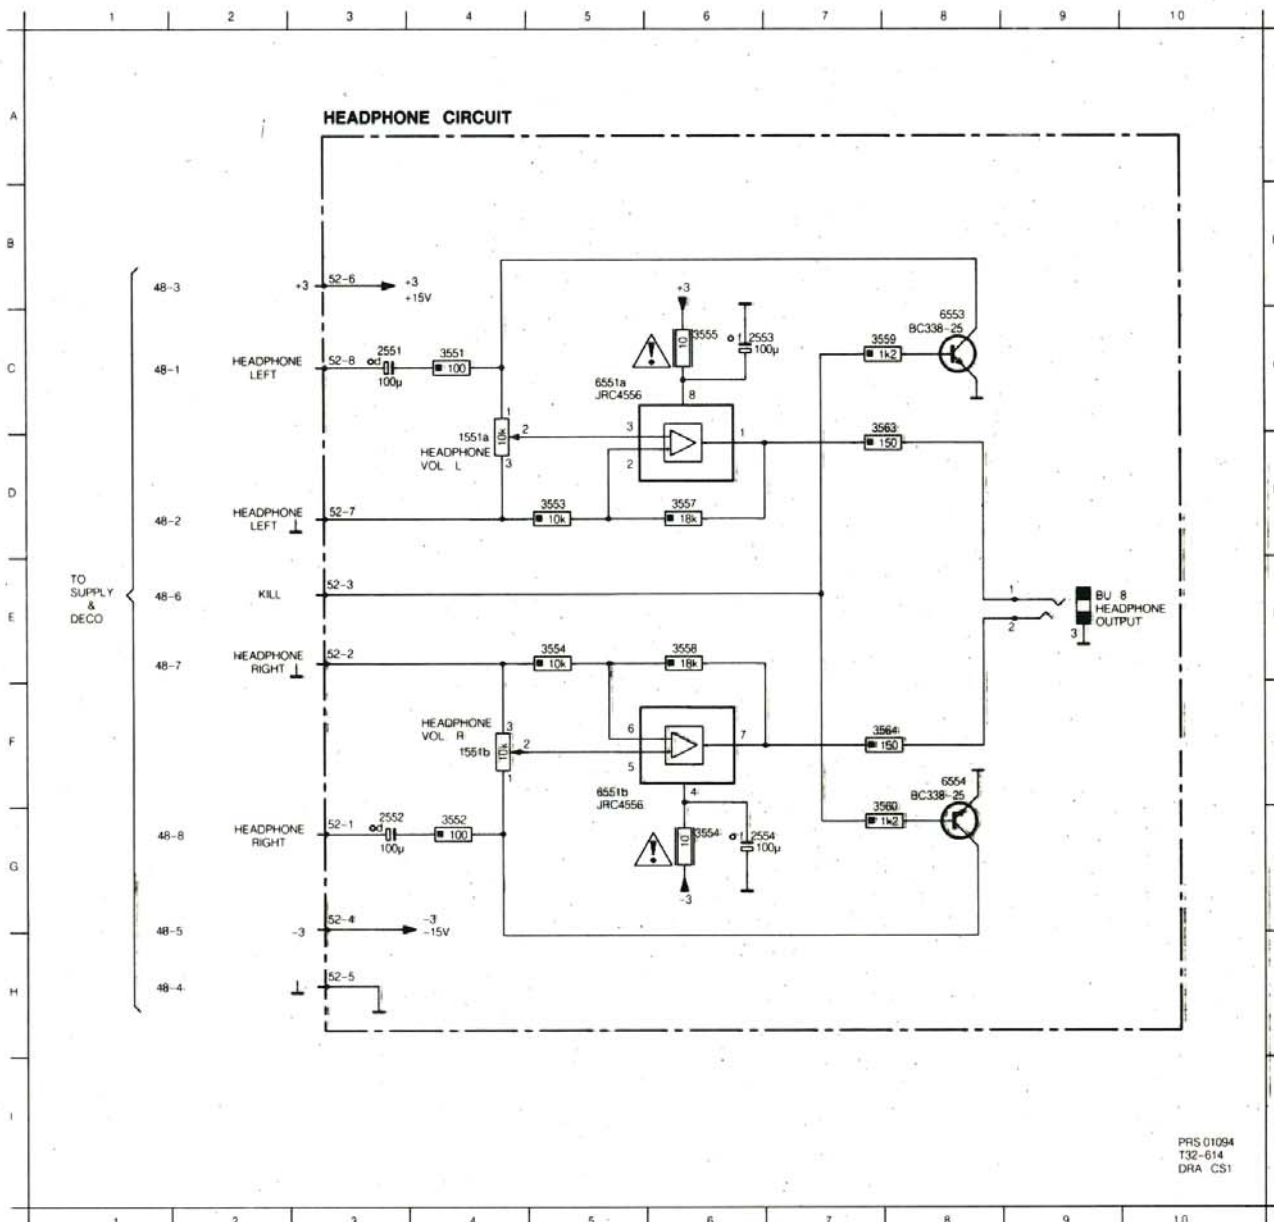 1 2 3 4 5 6 7 8 9 10
A
HEADPHONE CIRCUIT
B
48-3 +3 52-6 +3
+15V
+3
6553
BC338-25
2551 3551 3555 2553 3559
C
48-1 HEADPHONE
LEFT 52-8 100µ 100 10 100µ 1k2
6551a
JRC4556 8
1
1551a 10k 2 3 1 3563
HEADPHONE
VOL L 3 2 150
D
3553 3557
48-2 HEADPHONE
LEFT 52-7 10k 18k
TO
SUPPLY
&
DECO
52-3
48-6 KILL
E
1 BU 8
HEADPHONE
OUTPUT
2 3
3554 3558
48-7 HEADPHONE
RIGHT 52-2 10k 18k
F
HEADPHONE
VOL R 3 6 7 3564
1551b 10k 2 5 150
1
6551b
JRC4556 4
6554
BC338-25
2552 3552 3554 2554 3560
48-8 HEADPHONE
RIGHT 52-1 100µ 100 10 100µ 1k2
G
-3
48-5 -3 52-4 -3
-15V
H
48-4 52-5
I
PRS 01094
T32-614
DRA CS1
1 2 3 4 5 6 7 8 9 10